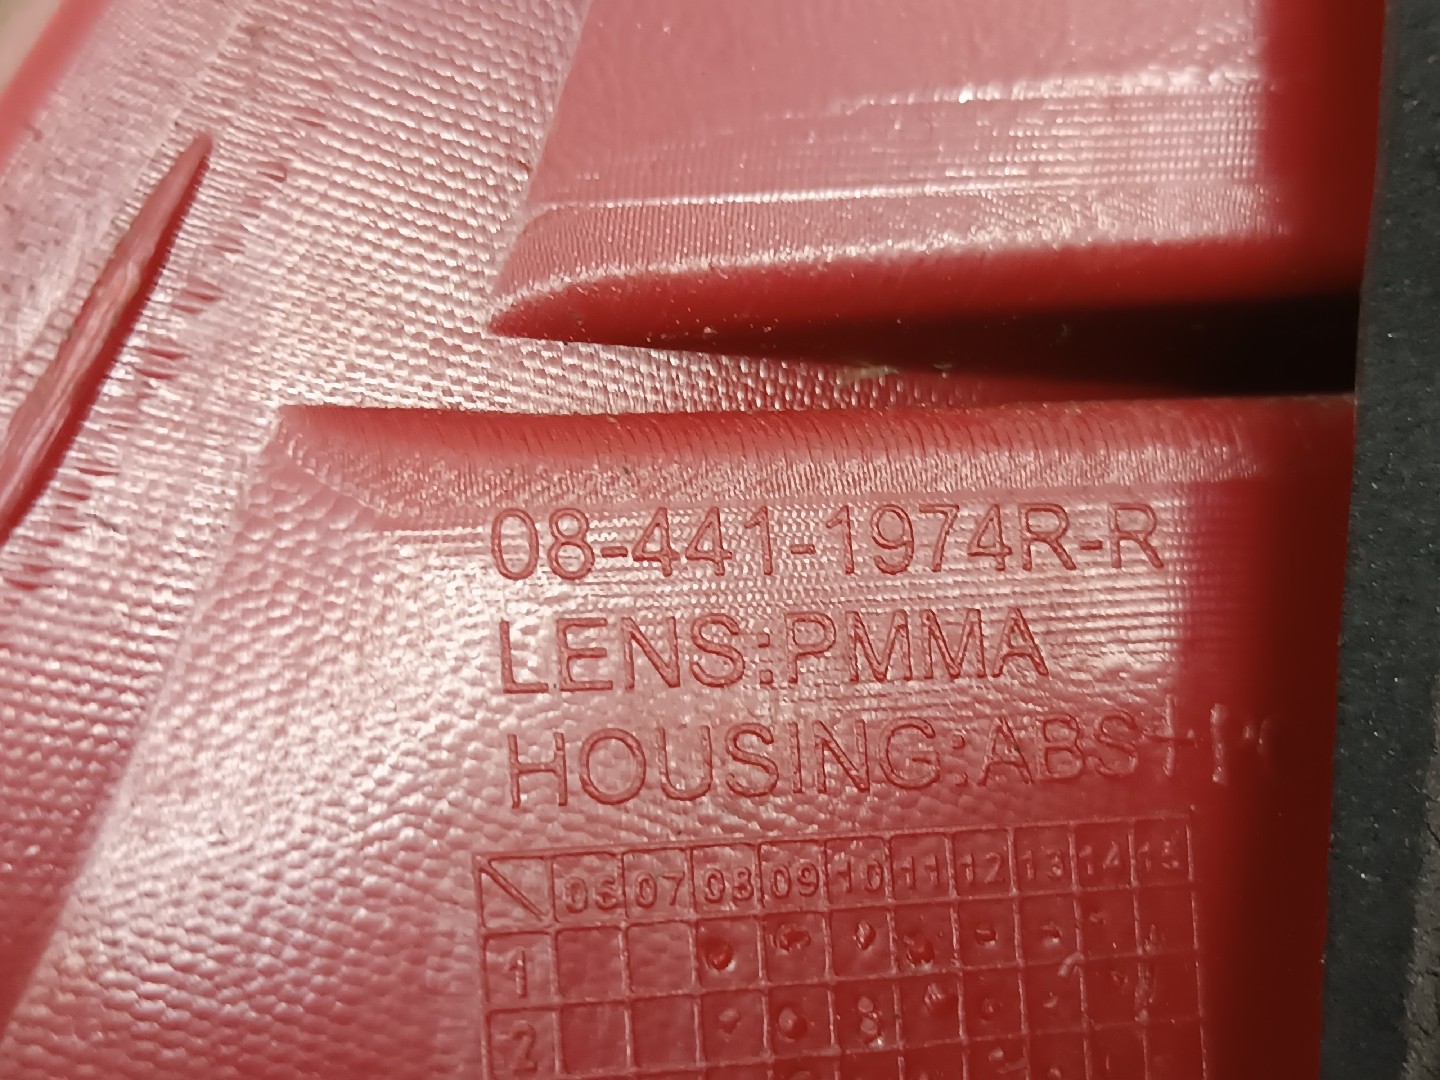 08-441-1974R-R
LENS:PMMA
HOUSING:ABS+
06 07 08 09 10 11 12 13 14 15
1
2